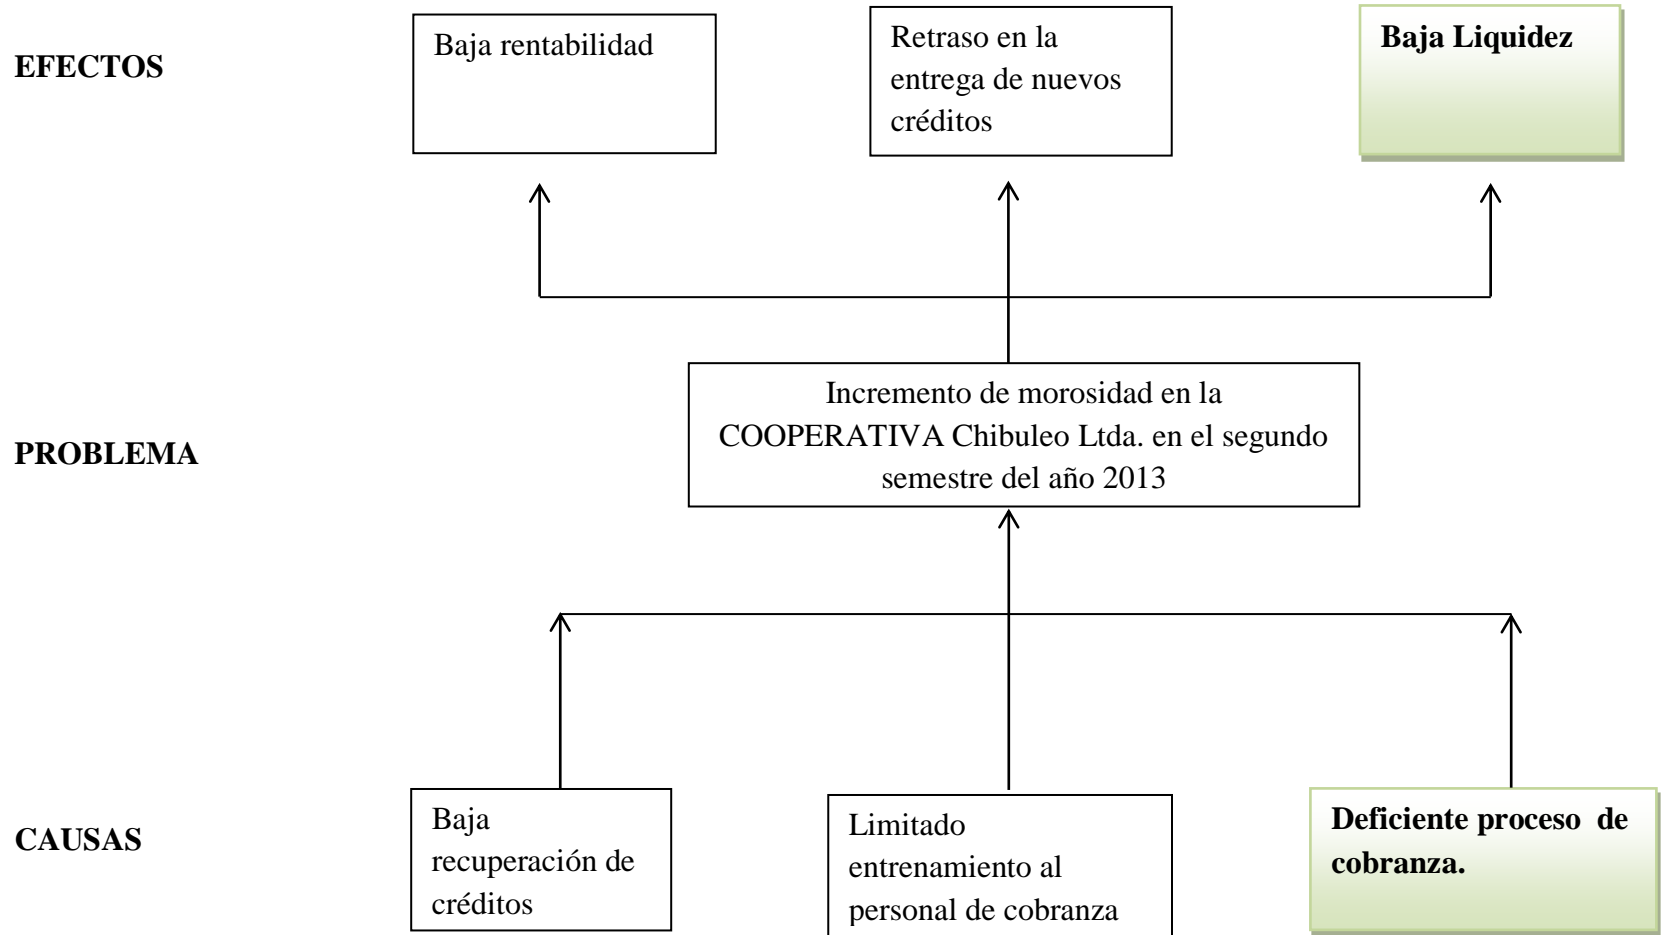 EFECTOS
Baja rentabilidad
Retraso en la
entrega de nuevos
créditos
Baja Liquidez
PROBLEMA
Incremento de morosidad en la
COOPERATIVA Chibuleo Ltda. en el segundo
semestre del año 2013
CAUSAS
Baja
recuperación de
créditos
Limitado
entrenamiento al
personal de cobranza
Deficiente proceso  de
cobranza.